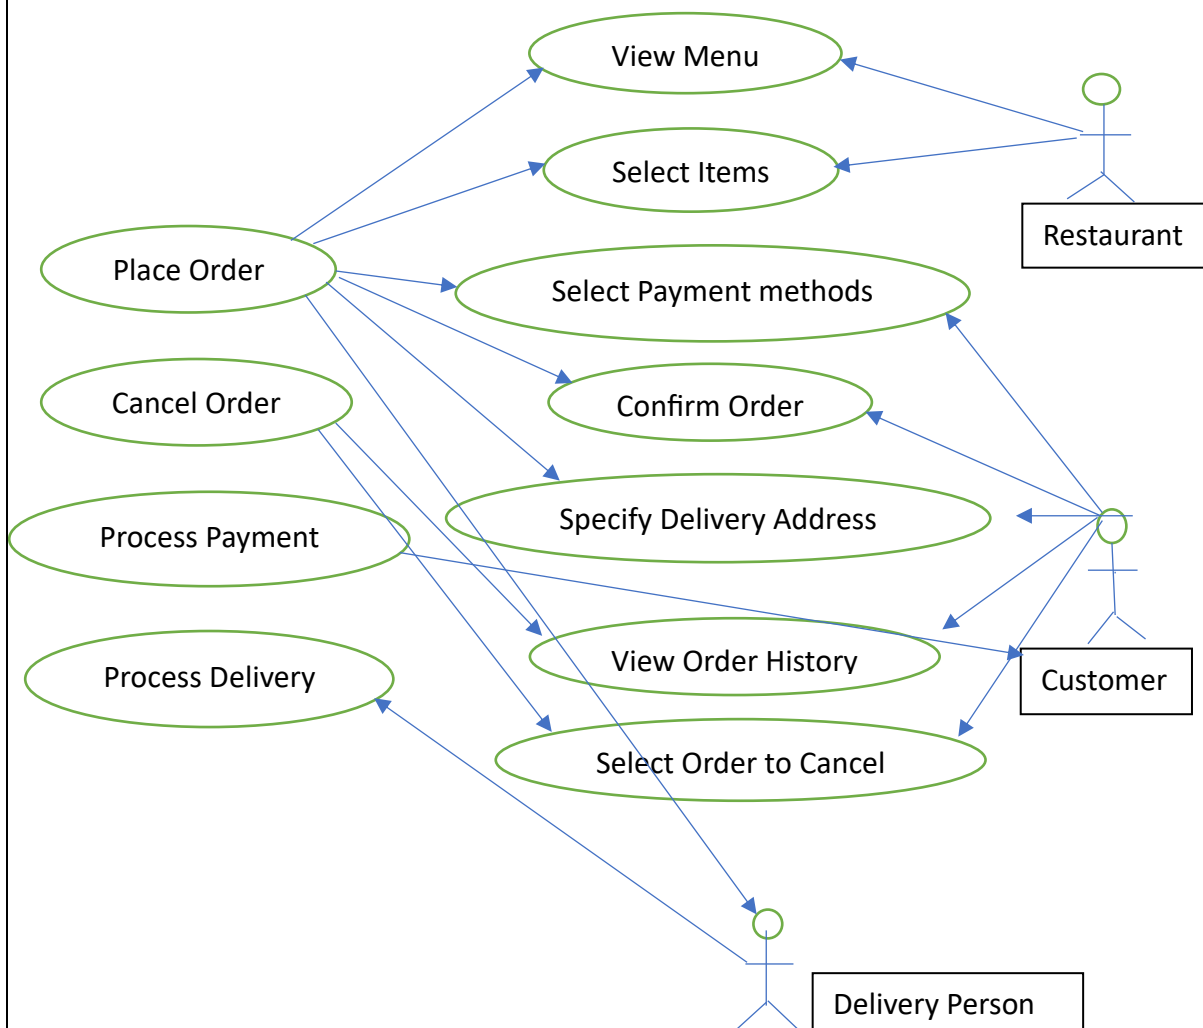 View Menu
Select Items
Restaurant
Place Order
Select Payment methods
Cancel Order
Confirm Order
Process Payment
Specify Delivery Address
Process Delivery
View Order History
Customer
Select Order to Cancel
Delivery Person